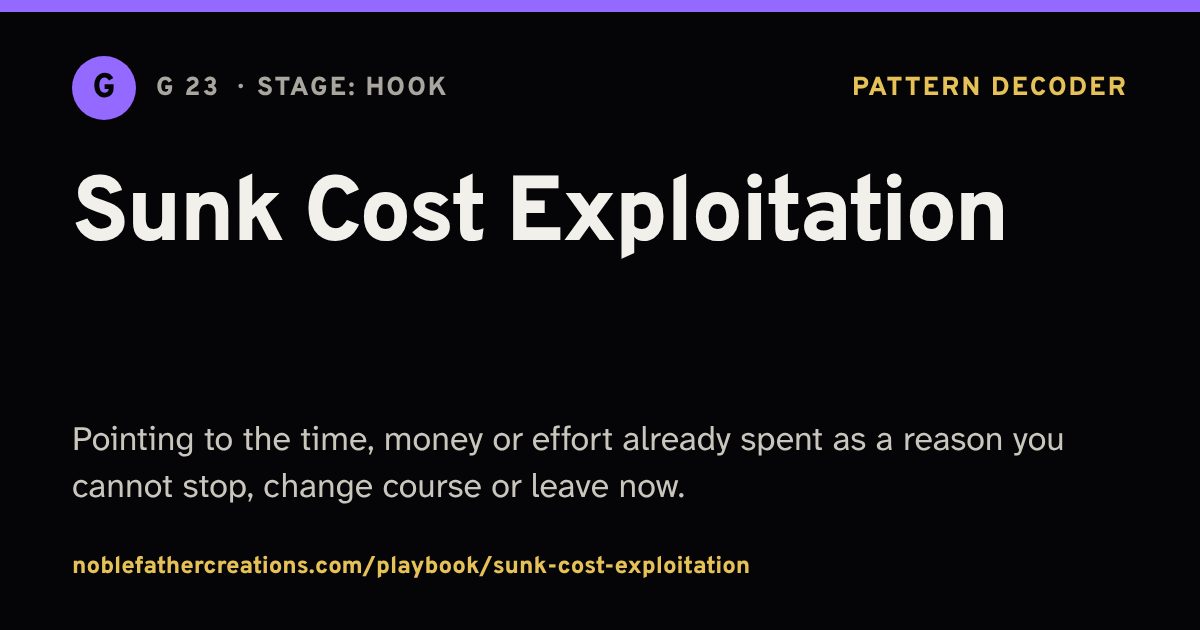 G
G 23 · STAGE: HOOK
PATTERN DECODER
Sunk Cost Exploitation
Pointing to the time, money or effort already spent as a reason you
cannot stop, change course or leave now.
noblefathercreations.com/playbook/sunk-cost-exploitation